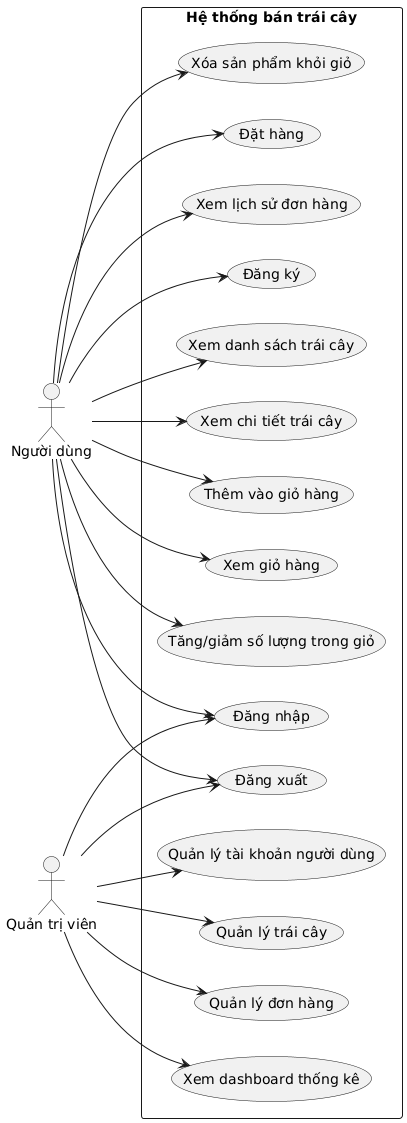 Hệ thống bán trái cây
Xóa sản phẩm khỏi giỏ
Đặt hàng
Xem lịch sử đơn hàng
Đăng ký
Xem danh sách trái cây
Xem chi tiết trái cây
Người dùng
Thêm vào giỏ hàng
Xem giỏ hàng
Tăng/giảm số lượng trong giỏ
Đăng nhập
Đăng xuất
Quản lý tài khoản người dùng
Quản trị viên
Quản lý trái cây
Quản lý đơn hàng
Xem dashboard thống kê